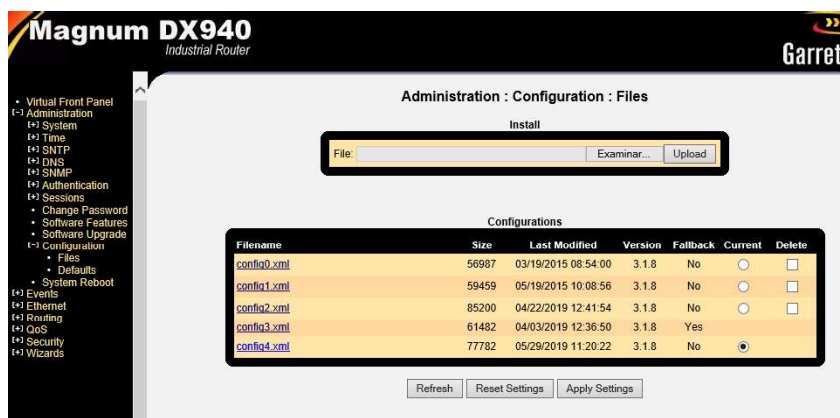 Magnum DX940
Industrial Router
Garret
• Virtual Front Panel
[-] Administration
[+] System
[+] Time
[+] SNTP
[+] DNS
[+] SNMP
[+] Authentication
[+] Sessions
• Change Password
• Software Features
• Software Upgrade
[-] Configuration
• Files
• Defaults
• System Reboot
[+] Events
[+] Ethernet
[+] Routing
[+] QoS
[+] Security
[+] Wizards
Administration : Configuration : Files
Install
File: Examinar... Upload
Configurations
Filename Size Last Modified Version Fallback Current Delete
config0.xml 56987 03/19/2015 08:54:00 3.1.8 No
config1.xml 59459 05/19/2015 10:08:56 3.1.8 No
config2.xml 85200 04/22/2019 12:41:54 3.1.8 No
config3.xml 61482 04/03/2019 12:36:50 3.1.8 Yes
config4.xml 77782 05/29/2019 11:20:22 3.1.8 No
Refresh Reset Settings Apply Settings